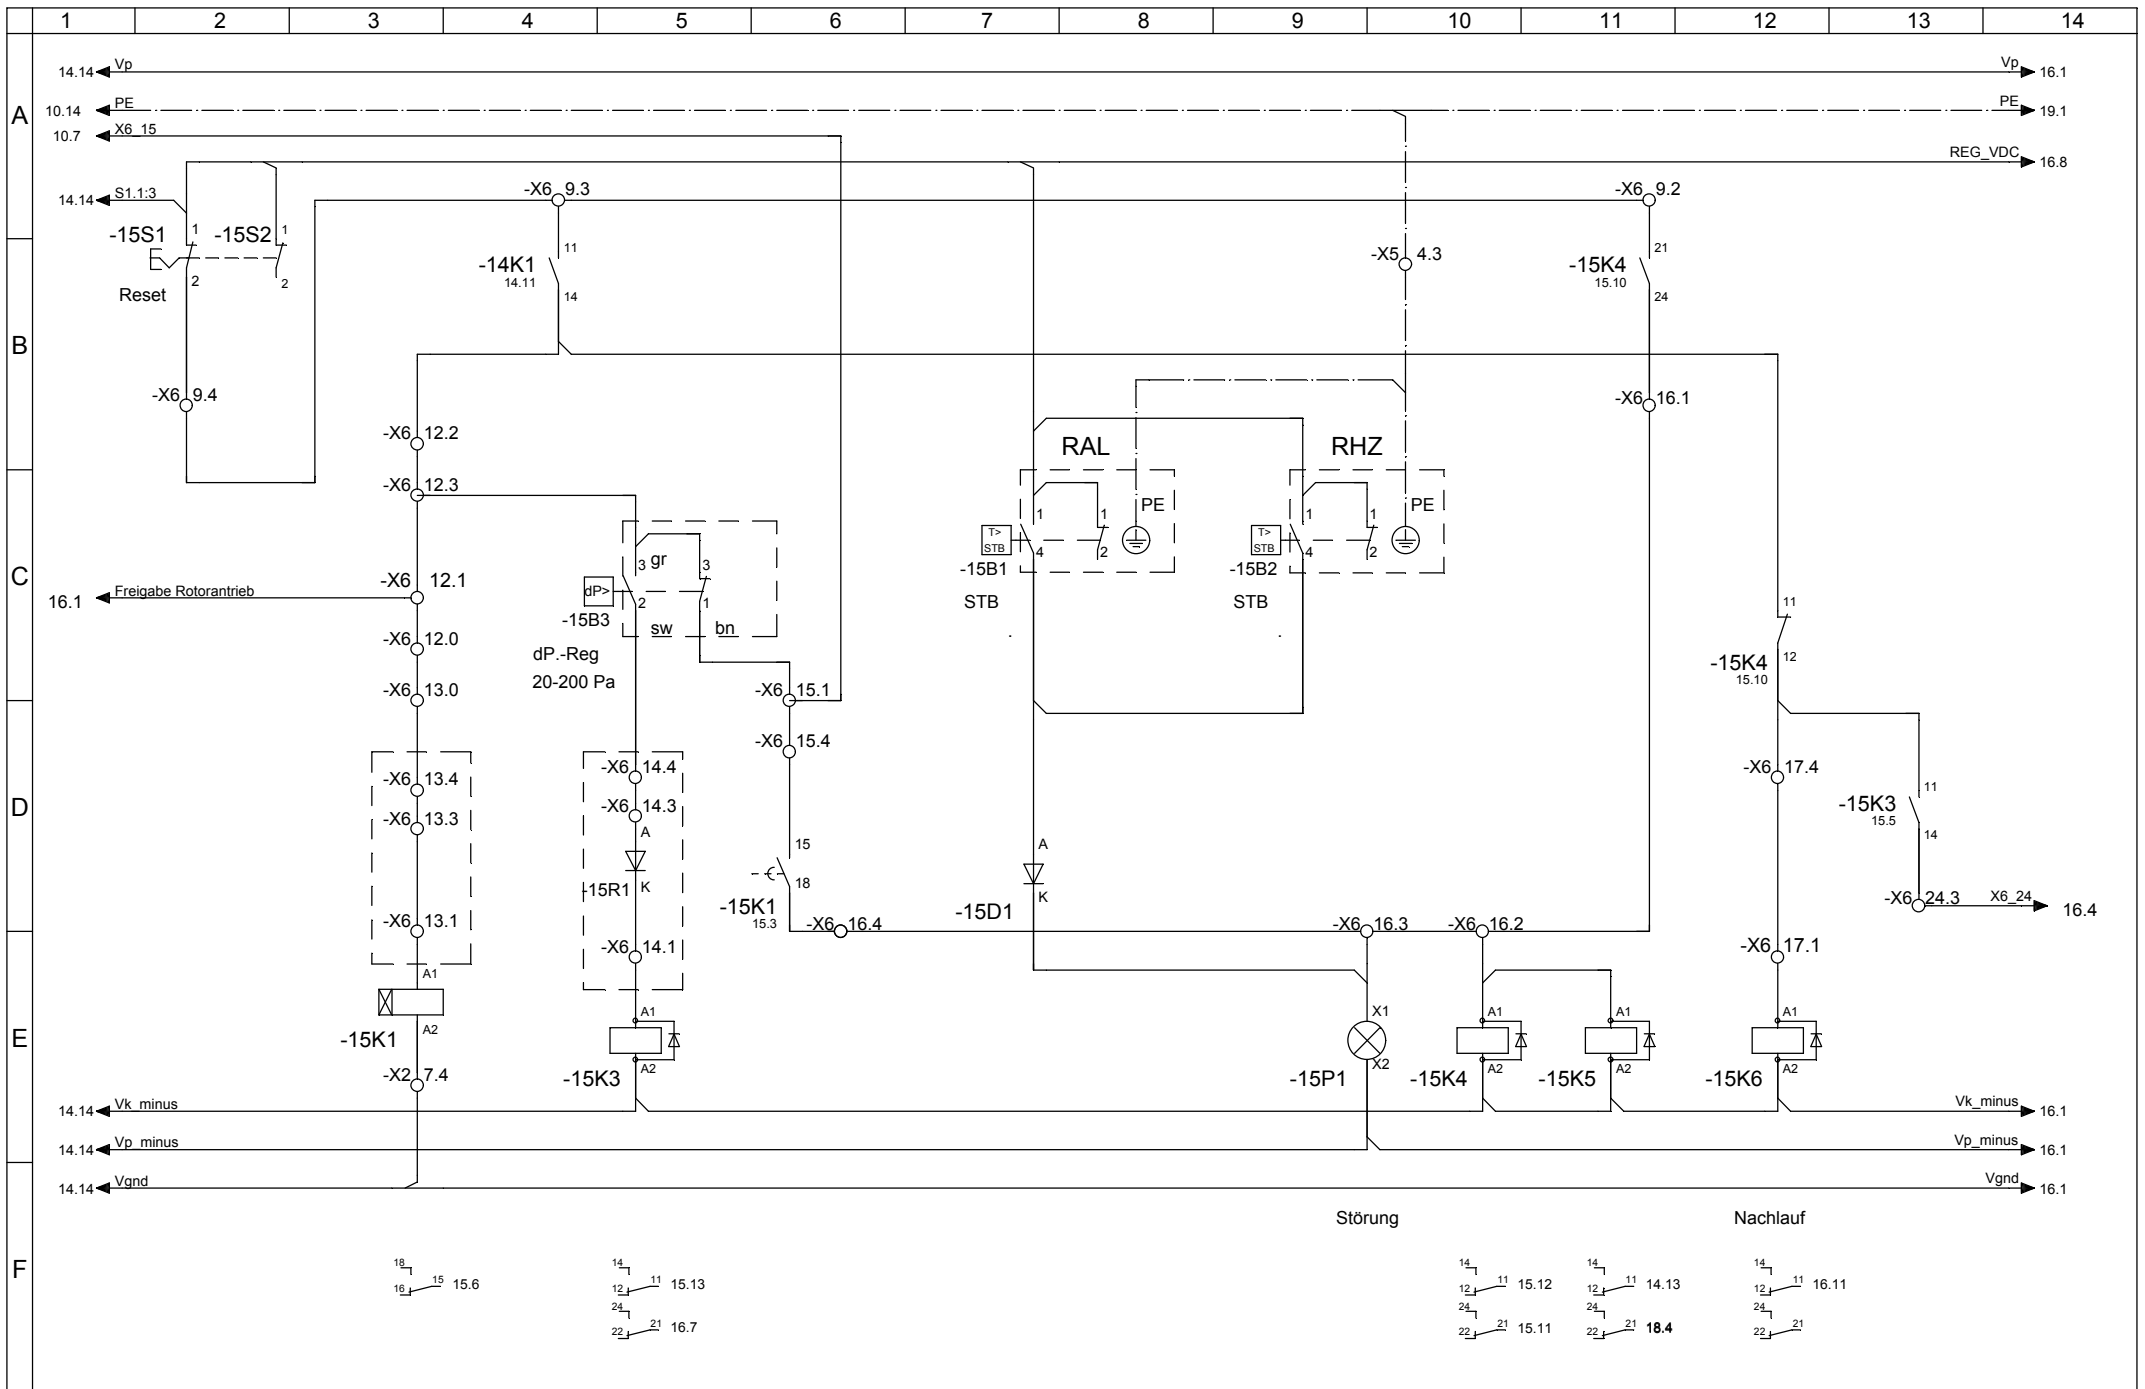 1 2 3 4 5 6 7 8 9 10 11 12 13 14
14.14 Vp Vp 16.1
A
10.14 PE PE 19.1
10.7 X6_15
REG_VDC 16.8
14.14 S1.1:3 -X6 9.3 -X6 9.2
-15S1 1 -15S2 1
11 21
-14K1 -X5 4.3 -15K4
14.11 15.10
2 2
Reset 14 24
B
-X6 9.4 -X6 16.1
-X6 12.2
RAL RHZ
-X6 12.3
1 1 PE 1 1 PE
T> T>
STB 4 2 STB 4 2
3 gr 3
-15B1 -15B2
C
-X6 12.1
16.1 Freigabe Rotorantrieb
dP> 2 1
-15B3
STB STB
11
sw bn
-X6 12.0
dP.-Reg
12
-15K4
15.10
20-200 Pa
-X6 13.0 -X6 15.1
-X6 15.4
-X6 14.4 -X6 17.4
-X6 13.4
11
D
-X6 14.3 -15K3
15.5
-X6 13.3
A 14
15 A
-15R1 K 18 K
-X6 24.3 X6_24 16.4
-15K1
15.3
-15D1
-X6 13.1 -X6 16.4 -X6 16.3 -X6 16.2
-X6 14.1 -X6 17.1
A1
A1 X1 A1 A1 A1
A2
E
-15K1
A2 X2 A2 A2 A2
-X2 7.4 -15K3 -15P1 -15K4 -15K5 -15K6
14.14 Vk_minus Vk_minus 16.1
14.14 Vp_minus Vp_minus 16.1
14.14 Vgnd Vgnd 16.1
Störung Nachlauf
F
18 14 14 14 14
16 15 15.6 12 11 15.13 12 11 15.12 12 11 14.13 12 11 16.11
24 24 24 24
22 21 16.7 22 21 15.11 22 21 18.4 22 21